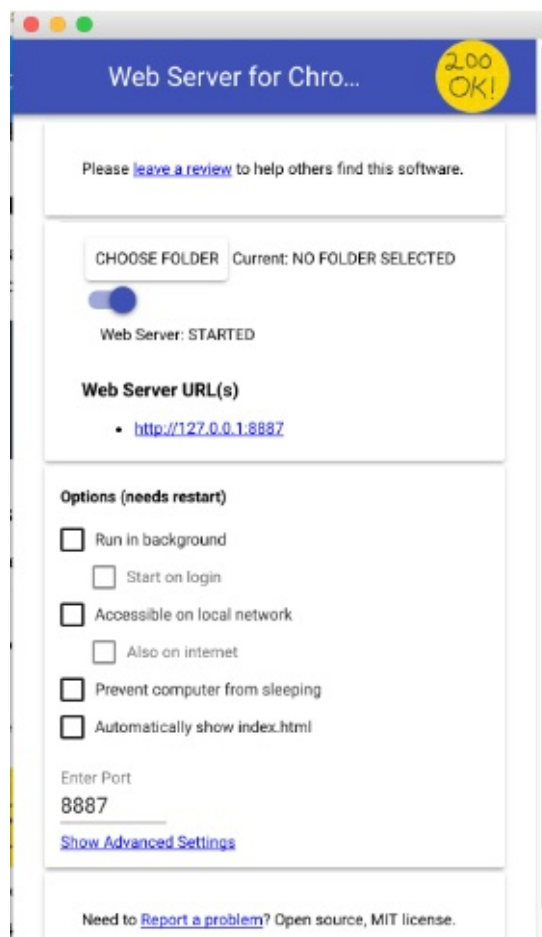 Web Server for Chro...
200
OK!
Please leave a review to help others find this software.
CHOOSE FOLDER Current: NO FOLDER SELECTED
Web Server: STARTED
Web Server URL(s)
• http://127.0.0.1:8887
Options (needs restart)
Run in background
Start on login
Accessible on local network
Also on internet
Prevent computer from sleeping
Automatically show index.html
Enter Port
8887
Show Advanced Settings
Need to Report a problem? Open source, MIT license.